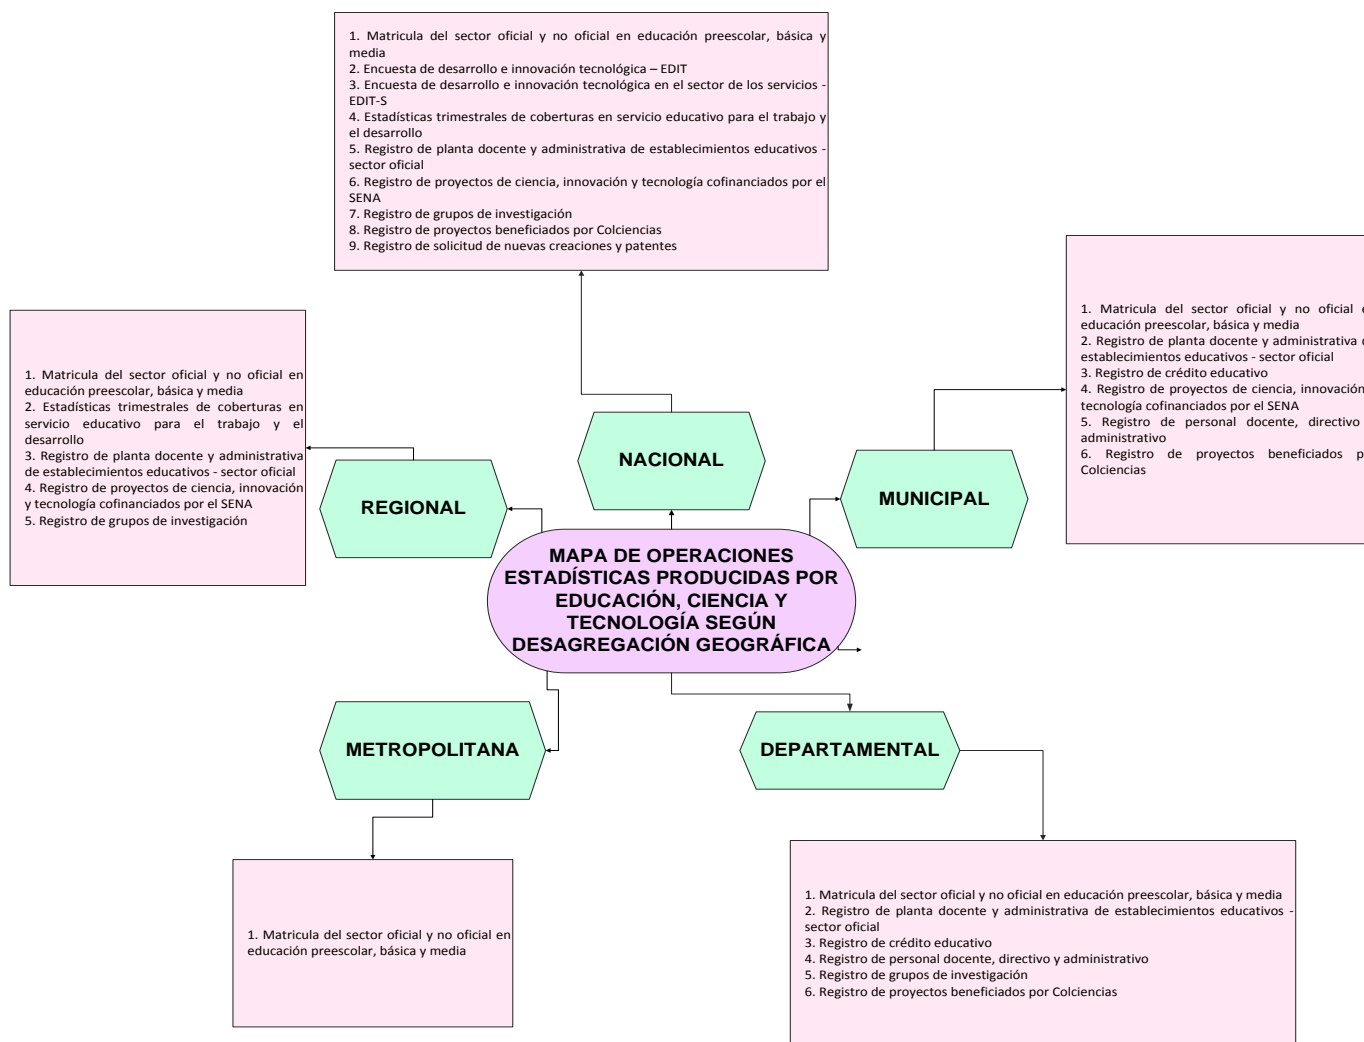 1. Matricula del sector oficial y no oficial en educación preescolar, básica y
media
2. Encuesta de desarrollo e innovación tecnológica – EDIT
3. Encuesta de desarrollo e innovación tecnológica en el sector de los servicios -
EDIT-S
4. Estadísticas trimestrales de coberturas en servicio educativo para el trabajo y
el desarrollo
5. Registro de planta docente y administrativa de establecimientos educativos -
sector oficial
6. Registro de proyectos de ciencia, innovación y tecnología cofinanciados por el
SENA
7. Registro de grupos de investigación
8. Registro de proyectos beneficiados por Colciencias
9. Registro de solicitud de nuevas creaciones y patentes
1. Matricula del sector oficial y no oficial en
educación preescolar, básica y media
2. Estadísticas trimestrales de coberturas en
servicio educativo para el trabajo y el
desarrollo
3. Registro de planta docente y administrativa
de establecimientos educativos - sector oficial
4. Registro de proyectos de ciencia, innovación
y tecnología cofinanciados por el SENA
5. Registro de grupos de investigación
1. Matricula del sector oficial y no oficial
educación preescolar, básica y media
2. Registro de planta docente y administrativa
establecimientos educativos - sector oficial
3. Registro de crédito educativo
4. Registro de proyectos de ciencia, innovación
tecnología cofinanciados por el SENA
5. Registro de personal docente, directivo
administrativo
6. Registro de proyectos beneficiados
Colciencias
NACIONAL
REGIONAL
MUNICIPAL
MAPA DE OPERACIONES
ESTADÍSTICAS PRODUCIDAS POR
EDUCACIÓN, CIENCIA Y
TECNOLOGÍA SEGÚN
DESAGREGACIÓN GEOGRÁFICA
METROPOLITANA
DEPARTAMENTAL
1. Matricula del sector oficial y no oficial en
educación preescolar, básica y media
1. Matricula del sector oficial y no oficial en educación preescolar, básica y media
2. Registro de planta docente y administrativa de establecimientos educativos -
sector oficial
3. Registro de crédito educativo
4. Registro de personal docente, directivo y administrativo
5. Registro de grupos de investigación
6. Registro de proyectos beneficiados por Colciencias